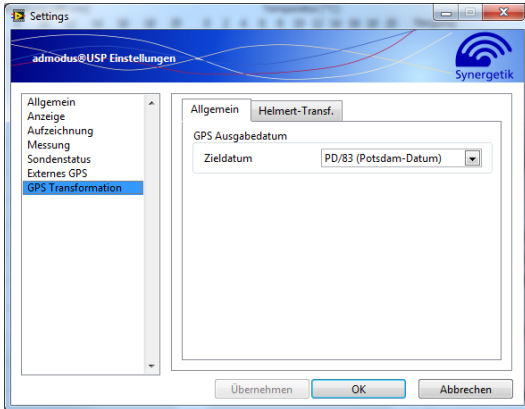 Settings
admodus®USP Einstellungen
Synergetik
Allgemein
Anzeige
Aufzeichnung
Messung
Sondenstatus
Externes GPS
GPS Transformation
Allgemein Helmert-Transf.
GPS Ausgabedatum
Zieldatum PD/83 (Potsdam-Datum)
Übernehmen OK Abbrechen